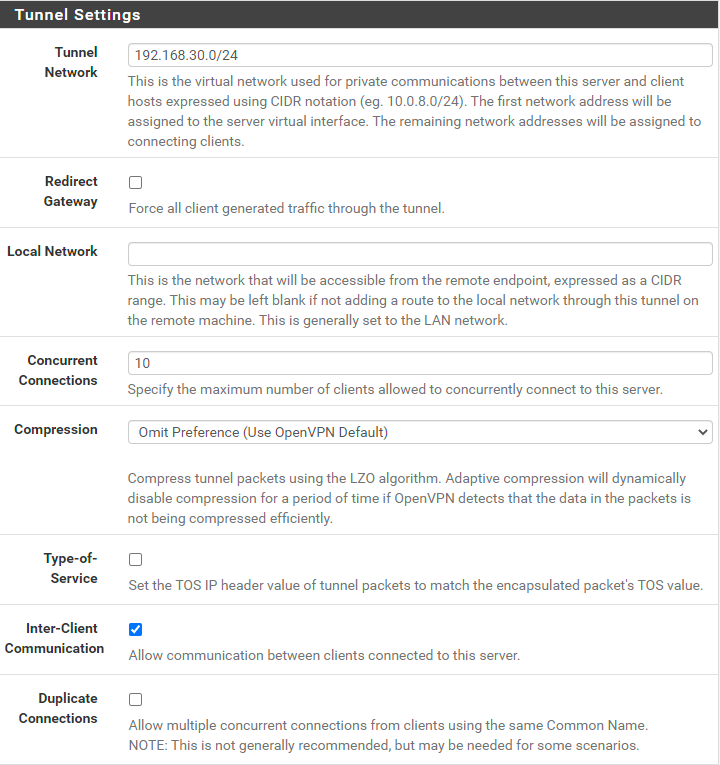 Tunnel Settings
Tunnel
Network
192.168.30.0/24
This is the virtual network used for private communications between this server and client
hosts expressed using CIDR notation (eg. 10.0.8.0/24). The first network address will be
assigned to the server virtual interface. The remaining network addresses will be assigned to
connecting clients.
Redirect
Gateway
Force all client generated traffic through the tunnel.
Local Network
This is the network that will be accessible from the remote endpoint, expressed as a CIDR
range. This may be left blank if not adding a route to the local network through this tunnel on
the remote machine. This is generally set to the LAN network.
Concurrent
Connections
10
Specify the maximum number of clients allowed to concurrently connect to this server.
Compression
Omit Preference (Use OpenVPN Default)
Compress tunnel packets using the LZO algorithm. Adaptive compression will dynamically
disable compression for a period of time if OpenVPN detects that the data in the packets is
not being compressed efficiently.
Type-of-
Service
Set the TOS IP header value of tunnel packets to match the encapsulated packet's TOS value.
Inter-Client
Communication
Allow communication between clients connected to this server.
Duplicate
Connections
Allow multiple concurrent connections from clients using the same Common Name.
NOTE: This is not generally recommended, but may be needed for some scenarios.